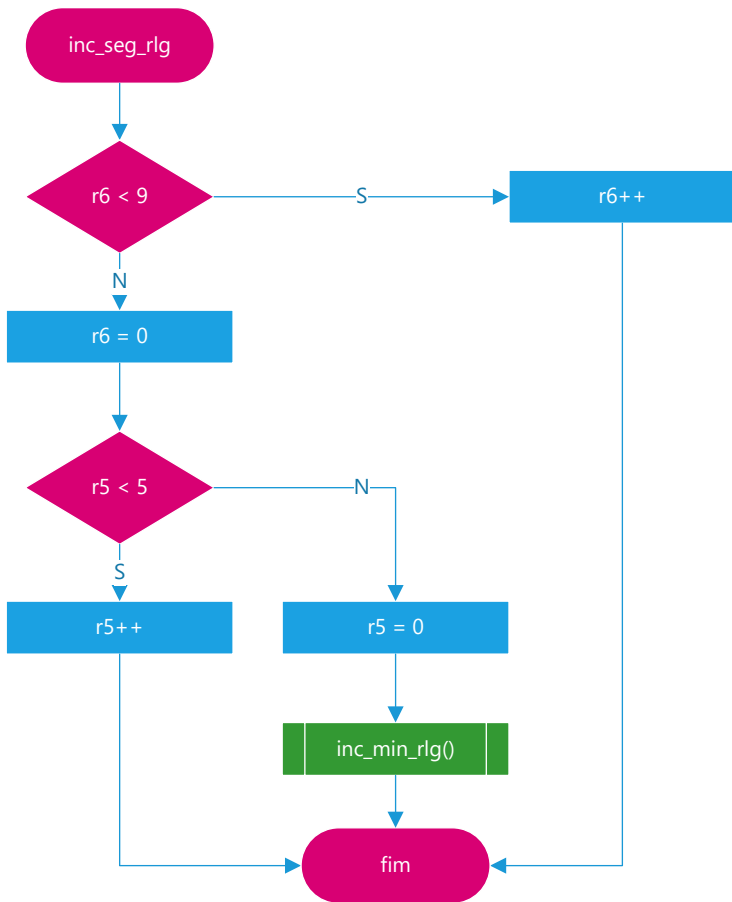 inc_seg_rlg
r6 < 9
S
r6++
N
r6 = 0
r5 < 5
N
S
r5++
r5 = 0
inc_min_rlg()
fim